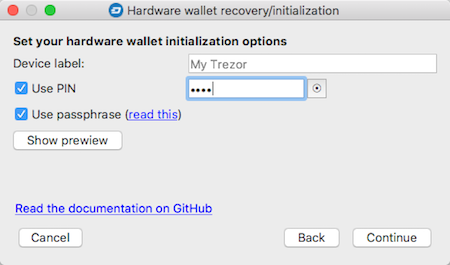 Hardware wallet recovery/initialization
Set your hardware wallet initialization options
Device label: My Trezor
Use PIN ••••
Use passphrase (read this)
Show prewiew
Read the documentation on GitHub
Cancel Back Continue